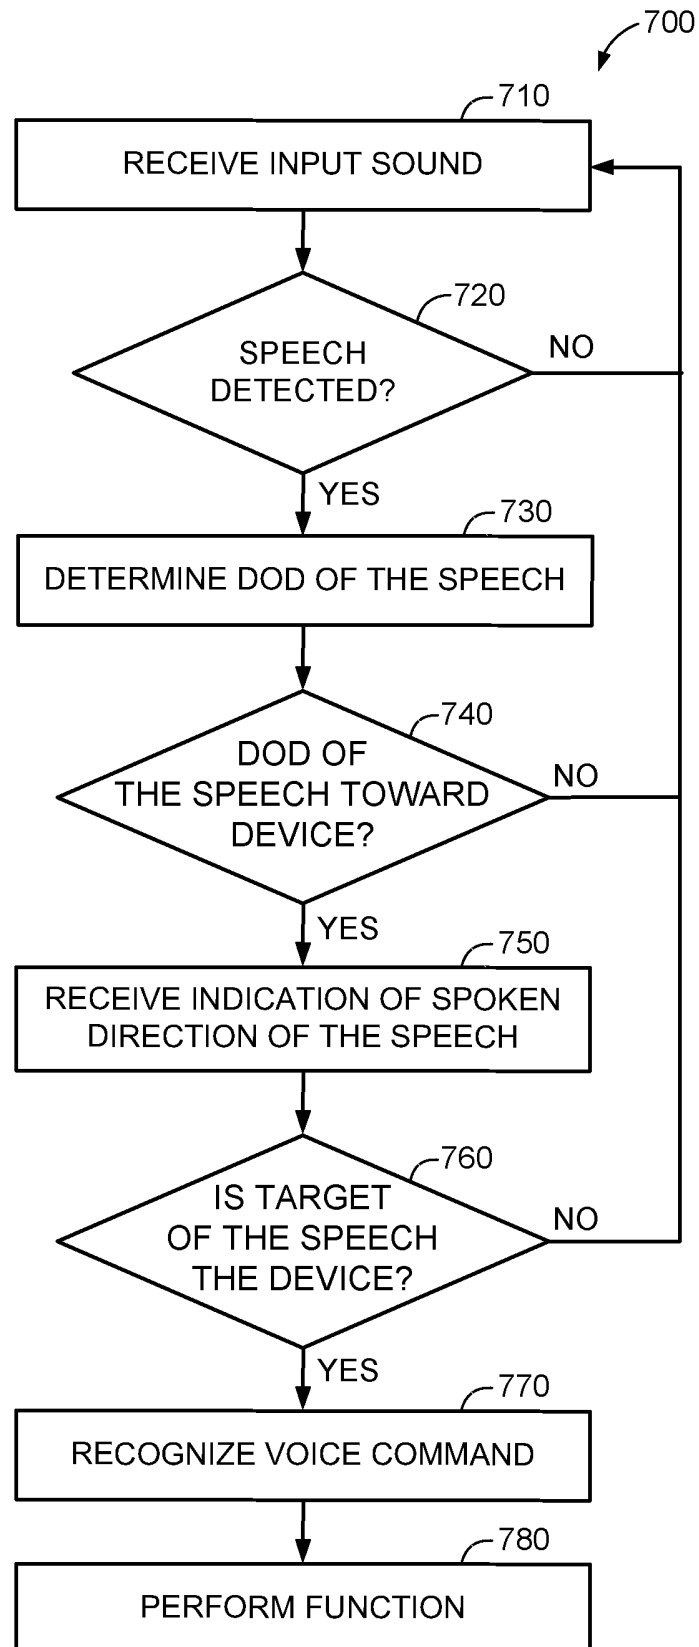 700
710
RECEIVE INPUT SOUND
720
SPEECH
DETECTED?
NO
YES
730
DETERMINE DOD OF THE SPEECH
740
DOD OF
THE SPEECH TOWARD
DEVICE?
NO
YES
750
RECEIVE INDICATION OF SPOKEN
DIRECTION OF THE SPEECH
760
IS TARGET
OF THE SPEECH
THE DEVICE?
NO
YES
770
RECOGNIZE VOICE COMMAND
780
PERFORM FUNCTION